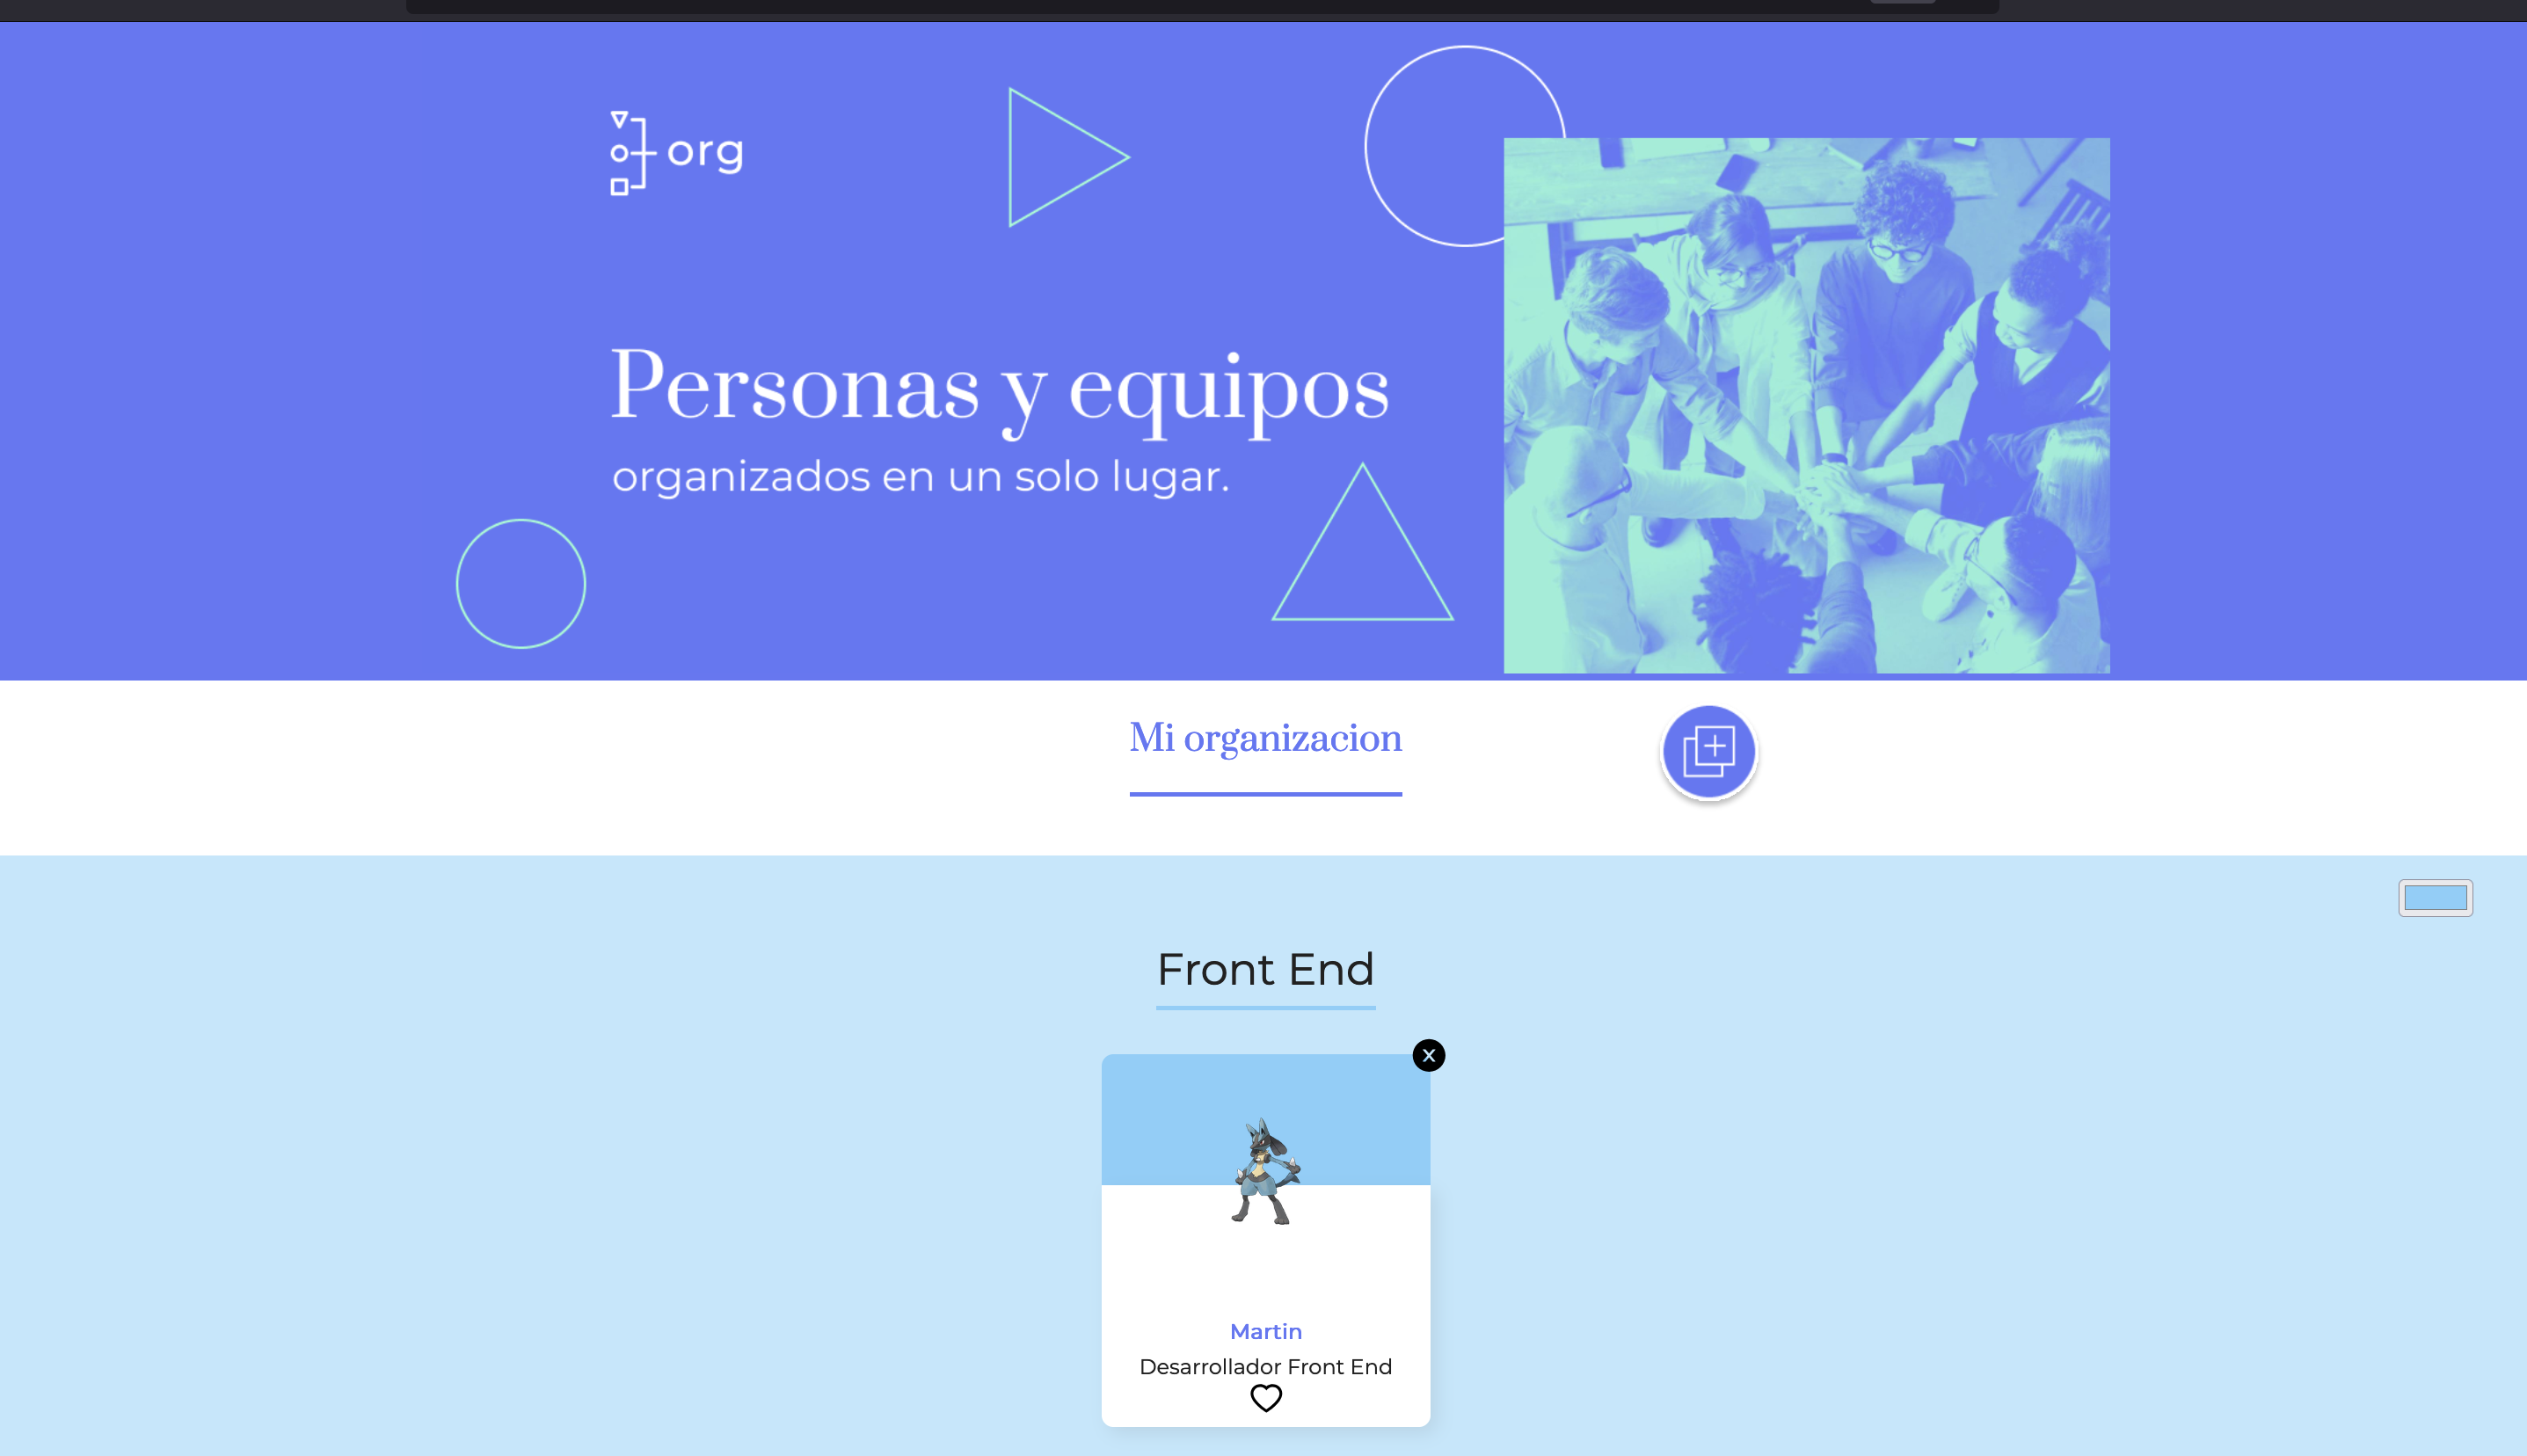 org
Personas y equipos
organizados en un solo lugar.
Mi organizacion
Front End
x
Martin
Desarrollador Front End